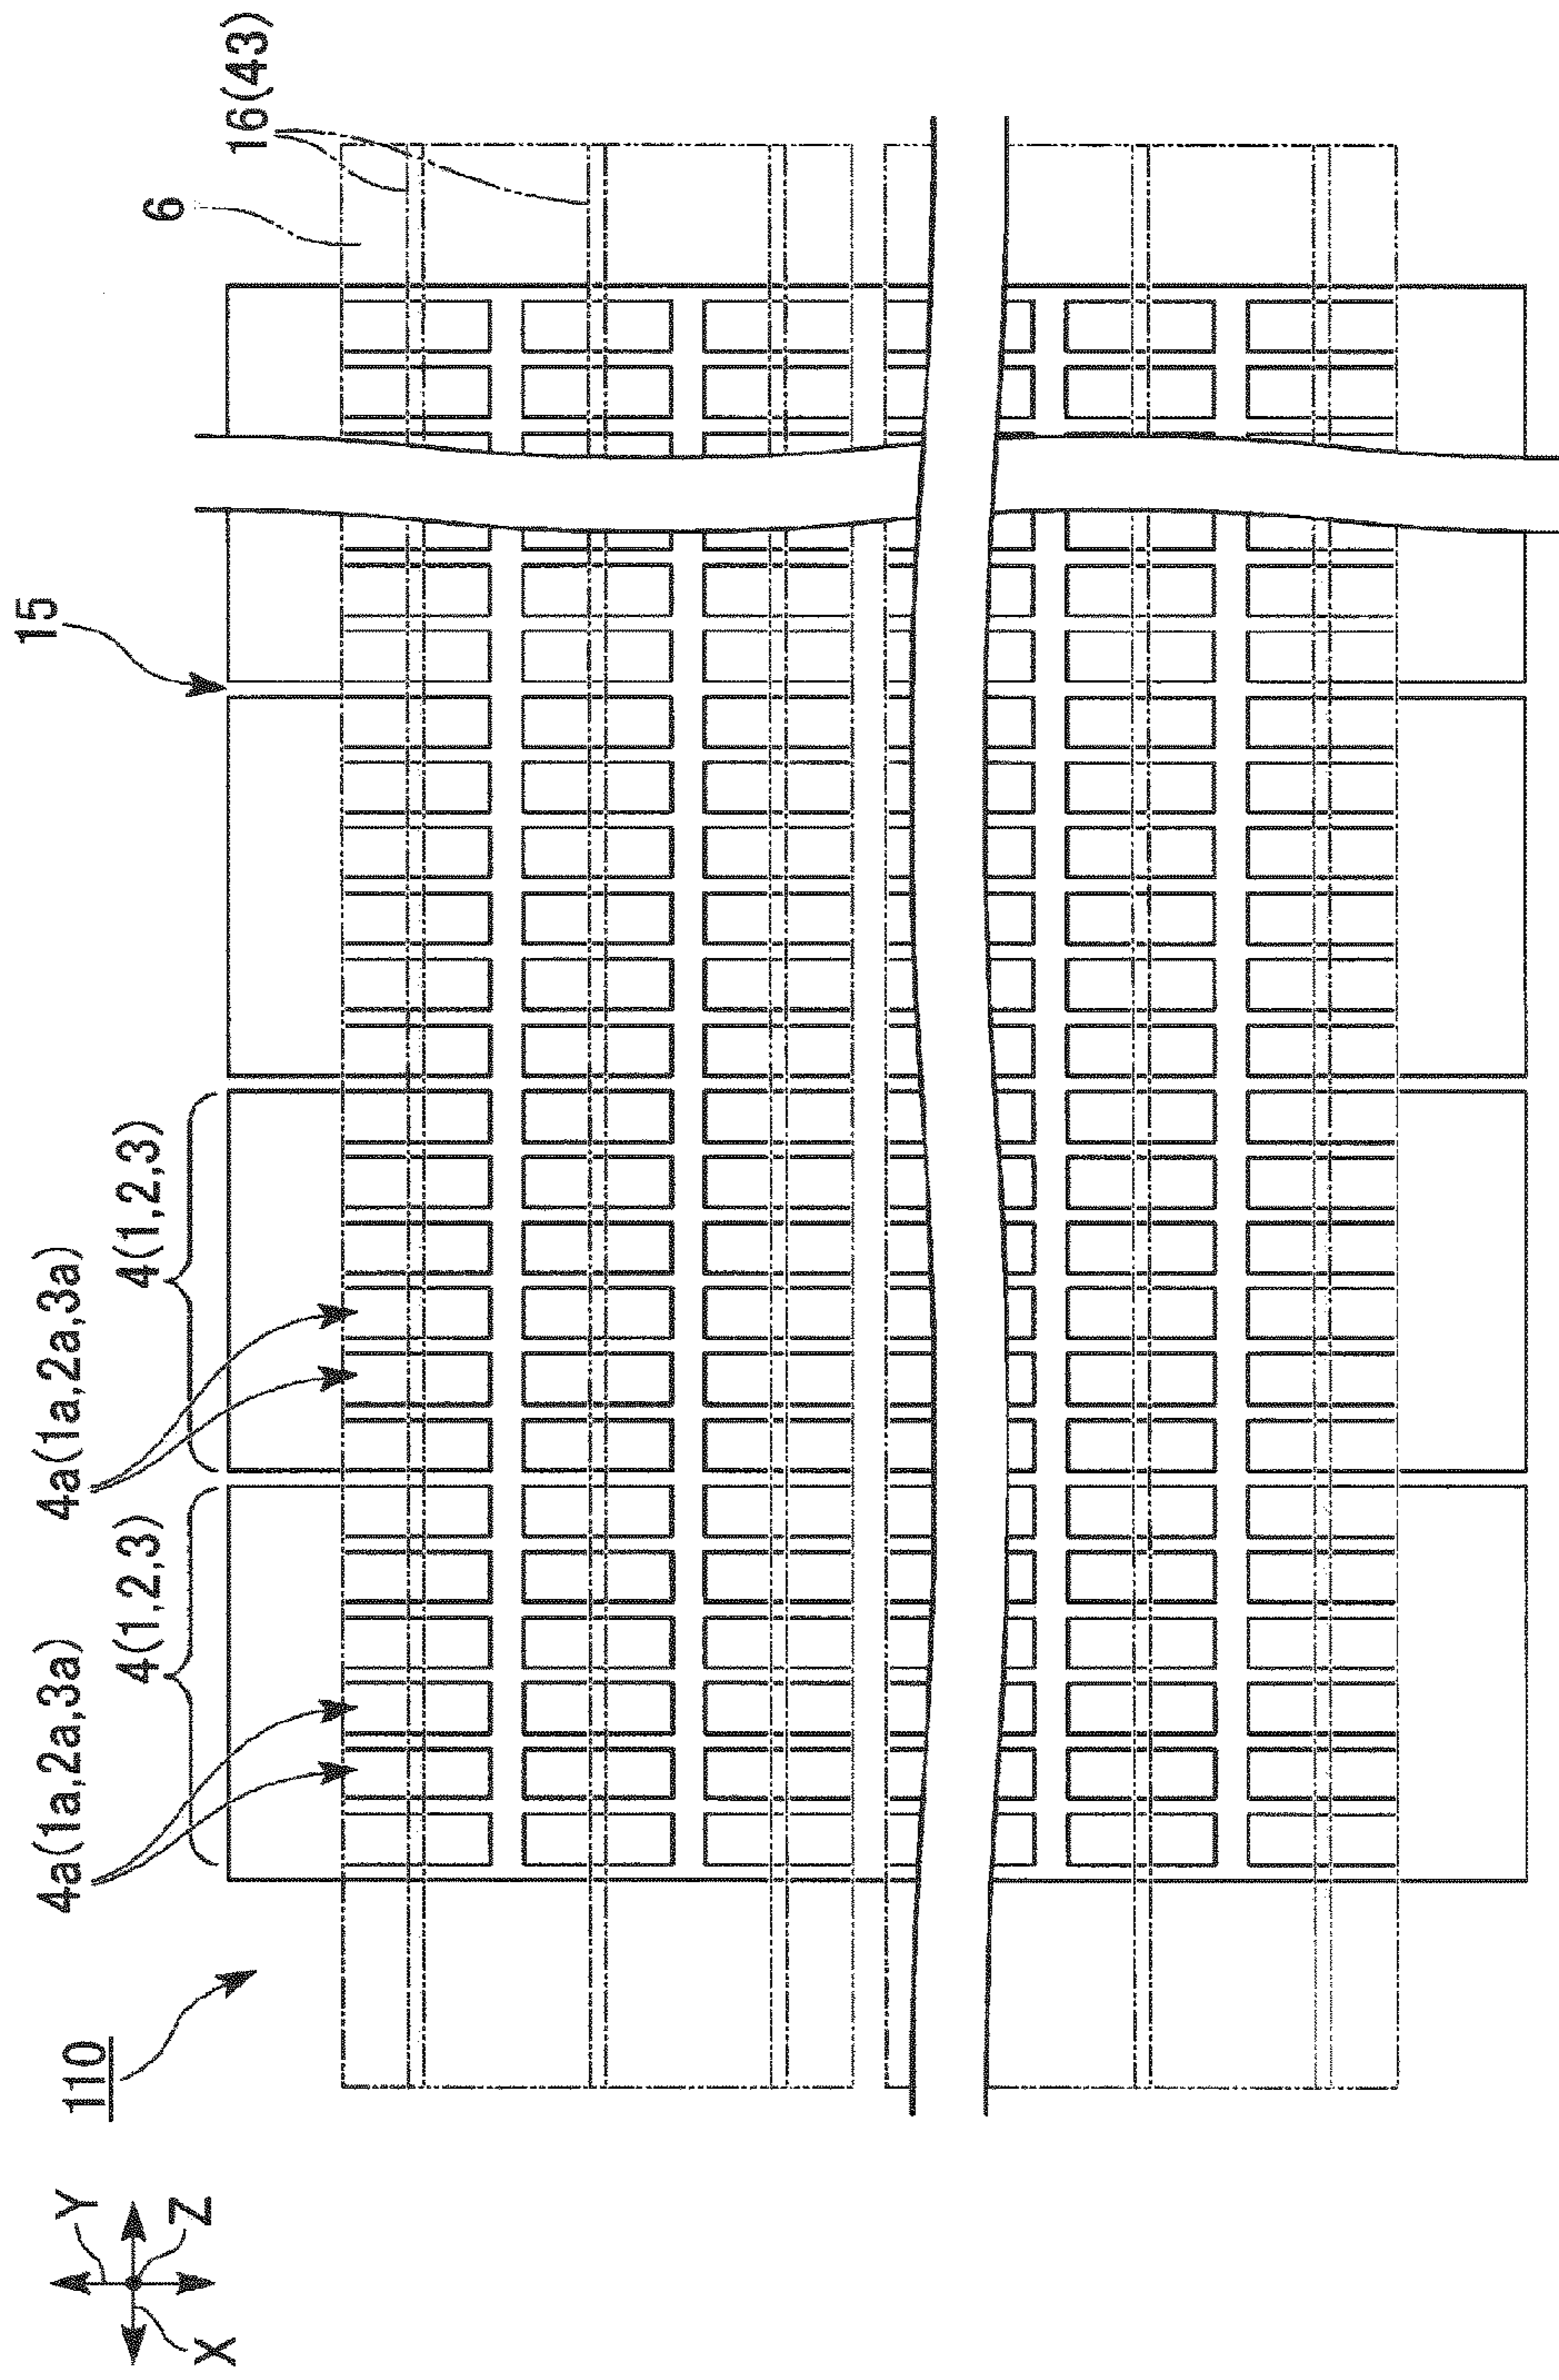 110
4a(1a,2a,3a)
4(1,2,3)
4a(1a,2a,3a)
4(1,2,3)
15
6
16(43)
Y
Z
X